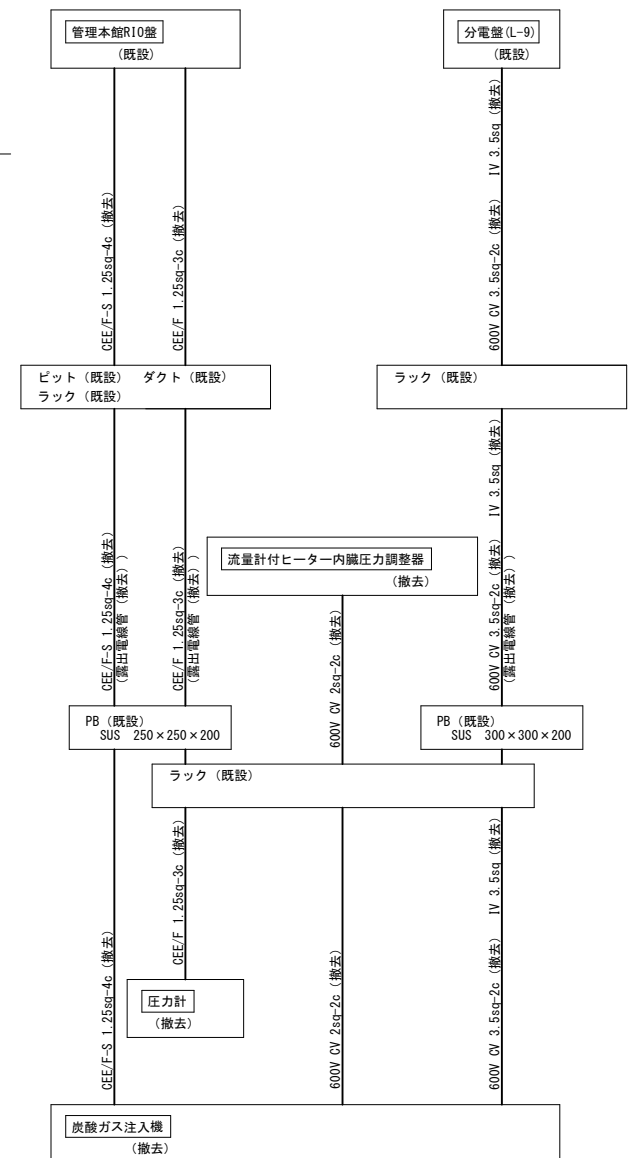 管理本館RIO盤
(既設)
分電盤(L-9)
(既設)
CEE/F-S 1.25sq-4c (撤去)
CEE/F 1.25sq-3c (撤去)
600V CV 3.5sq-2c (撤去)
IV 3.5sq (撤去)
ピット (既設) ダクト (既設)
ラック (既設)
ラック (既設)
CEE/F-S 1.25sq-4c (撤去)
(露出電線管 (撤去))
CEE/F 1.25sq-3c (撤去)
(露出電線管 (撤去))
流量計付ヒーター内臓圧力調整器
(撤去)
600V CV 3.5sq-2c (撤去)
IV 3.5sq (撤去)
(露出電線管 (撤去))
600V CV 2sq-2c (撤去)
PB (既設)
SUS 250×250×200
PB (既設)
SUS 300×300×200
ラック (既設)
CEE/F-S 1.25sq-4c (撤去)
CEE/F 1.25sq-3c (撤去)
600V CV 2sq-2c (撤去)
600V CV 3.5sq-2c (撤去)
IV 3.5sq (撤去)
圧力計
(撤去)
炭酸ガス注入機
(撤去)